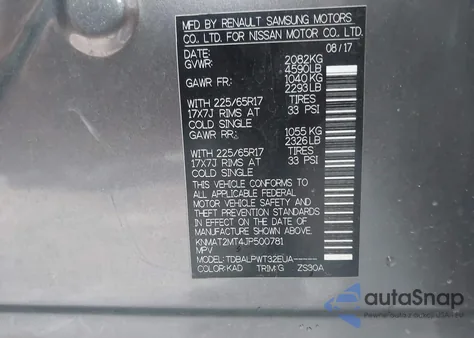 MFD BY RENAULT SAMSUNG MOTORS
CO. LTD. FOR NISSAN MOTOR CO. LTD.
DATE: 08/17
GVWR: 2082KG
4590LB
GAWR FR: 1040 KG
2293LB
WITH 225/65R17 TIRES
17X7J RIMS AT 33 PSI
COLD SINGLE
GAWR RR: 1055 KG
2326LB
WITH 225/65R17 TIRES
17X7J RIMS AT 33 PSI
COLD SINGLE
THIS VEHICLE CONFORMS TO
ALL APPLICABLE FEDERAL
MOTOR VEHICLE SAFETY AND
THEFT PREVENTION STANDARDS
IN EFFECT ON THE DATE OF
MANUFACTURE SHOWN ABOVE.
KNMAT2MT4JP500781
MPV
MODEL: TDBALPWT32EUA------
COLOR:KAD TRIM:G ZS30A
autoSnap